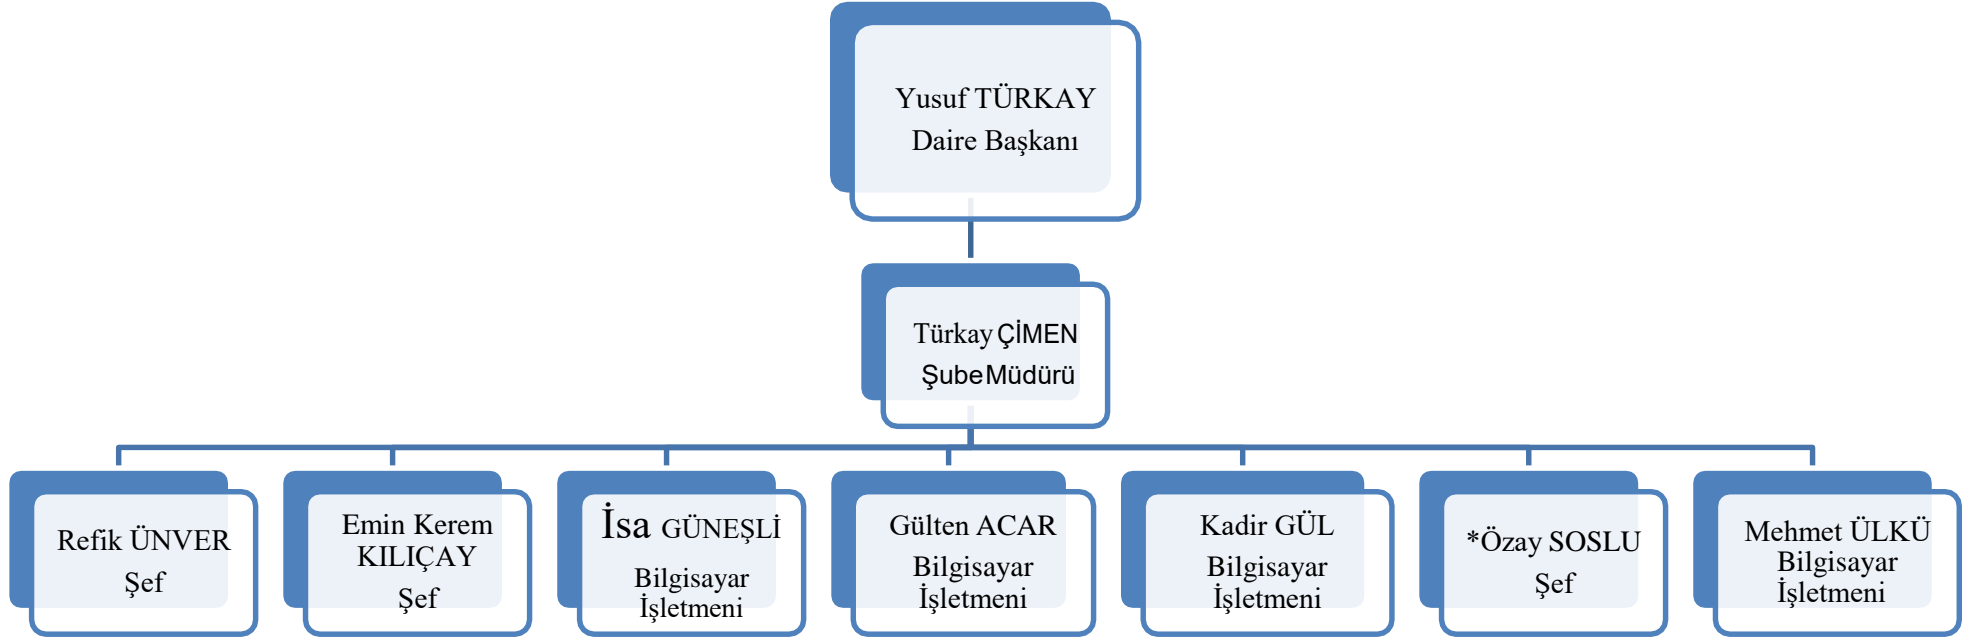 Yusuf TÜRKAY
Daire Başkanı
Türkay ÇİMEN
Şube Müdürü
Refik ÜNVER
Şef
Emin Kerem
KILIÇAY
Şef
İsa GÜNEŞLİ
Bilgisayar
İşletmeni
Gülten ACAR
Bilgisayar
İşletmeni
Kadir GÜL
Bilgisayar
İşletmeni
*Özay SOSLU
Şef
Mehmet ÜLKÜ
Bilgisayar
İşletmeni